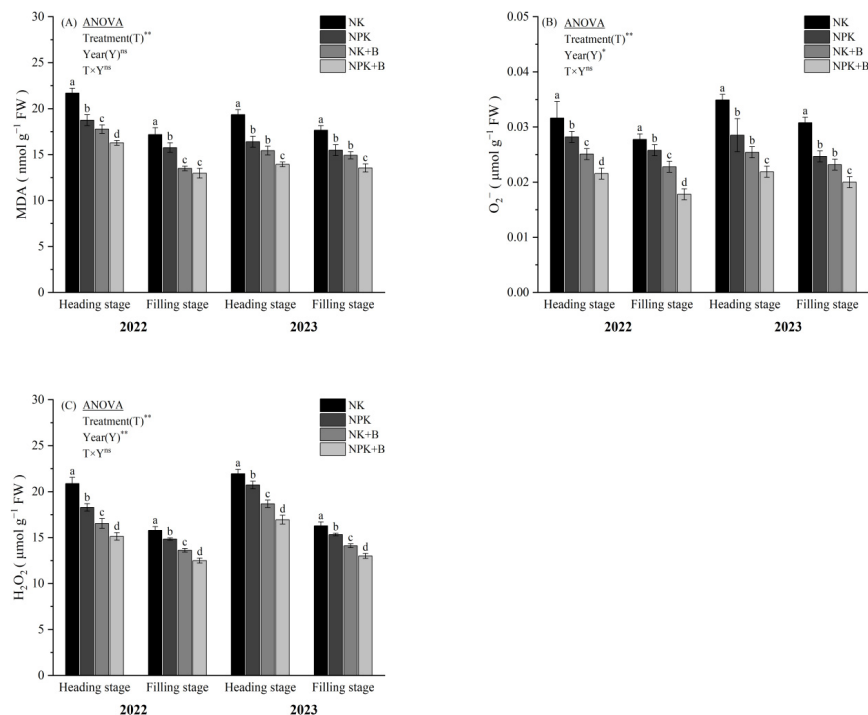 (A) ANOVA
Treatment(T)**
Year(Y)ns
T×Yns
NK
NPK
NK+B
NPK+B
MDA ( nmol g⁻¹ FW )
30
25
20
15
10
5
0
a b c d
a b c c
a b b c
a b b c
Heading stage Filling stage Heading stage Filling stage
2022 2023
(B) ANOVA
Treatment(T)**
Year(Y)*
T×Yns
NK
NPK
NK+B
NPK+B
O₂⁻ ( μmol g⁻¹ FW )
0.05
0.04
0.03
0.02
0.01
0.00
a b c d
a b c d
a b b c
a b b c
Heading stage Filling stage Heading stage Filling stage
2022 2023
(C) ANOVA
Treatment(T)**
Year(Y)**
T×Yns
NK
NPK
NK+B
NPK+B
H₂O₂ ( μmol g⁻¹ FW )
30
25
20
15
10
5
0
a b c d
a b c d
a b c d
a b c d
Heading stage Filling stage Heading stage Filling stage
2022 2023